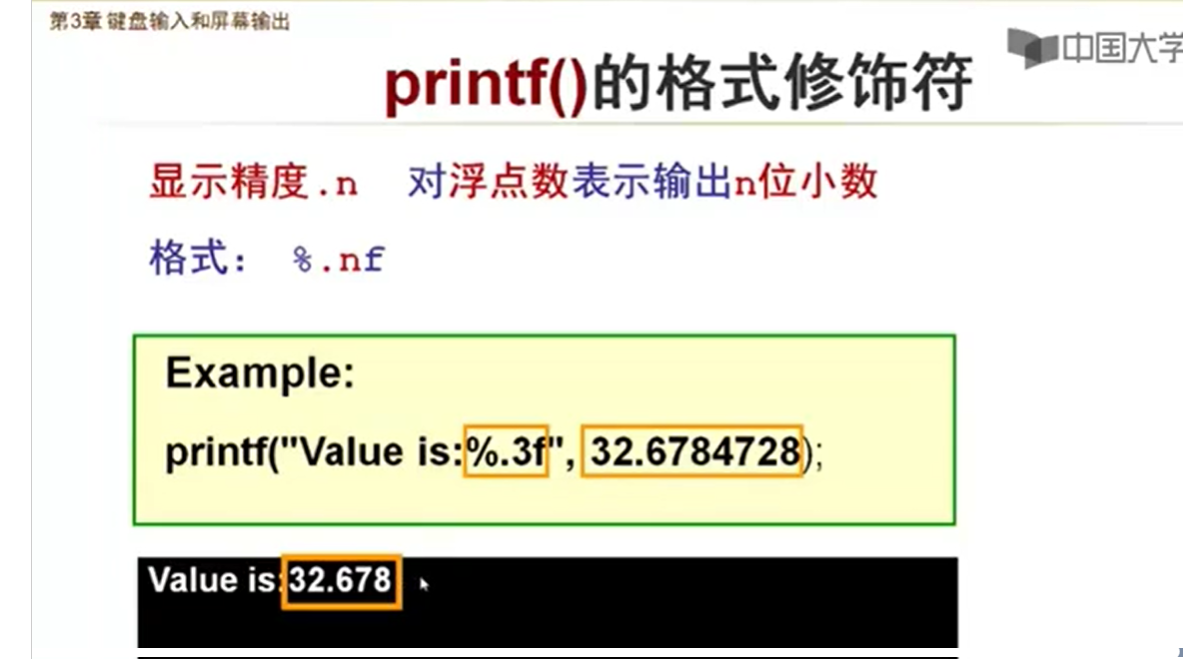 第3章 键盘输入和屏幕输出
中国大学
printf()的格式修饰符
显示精度.n 对浮点数表示输出n位小数
格式： %.nf
Example:
printf("Value is:%.3f", 32.6784728);
Value is:32.678